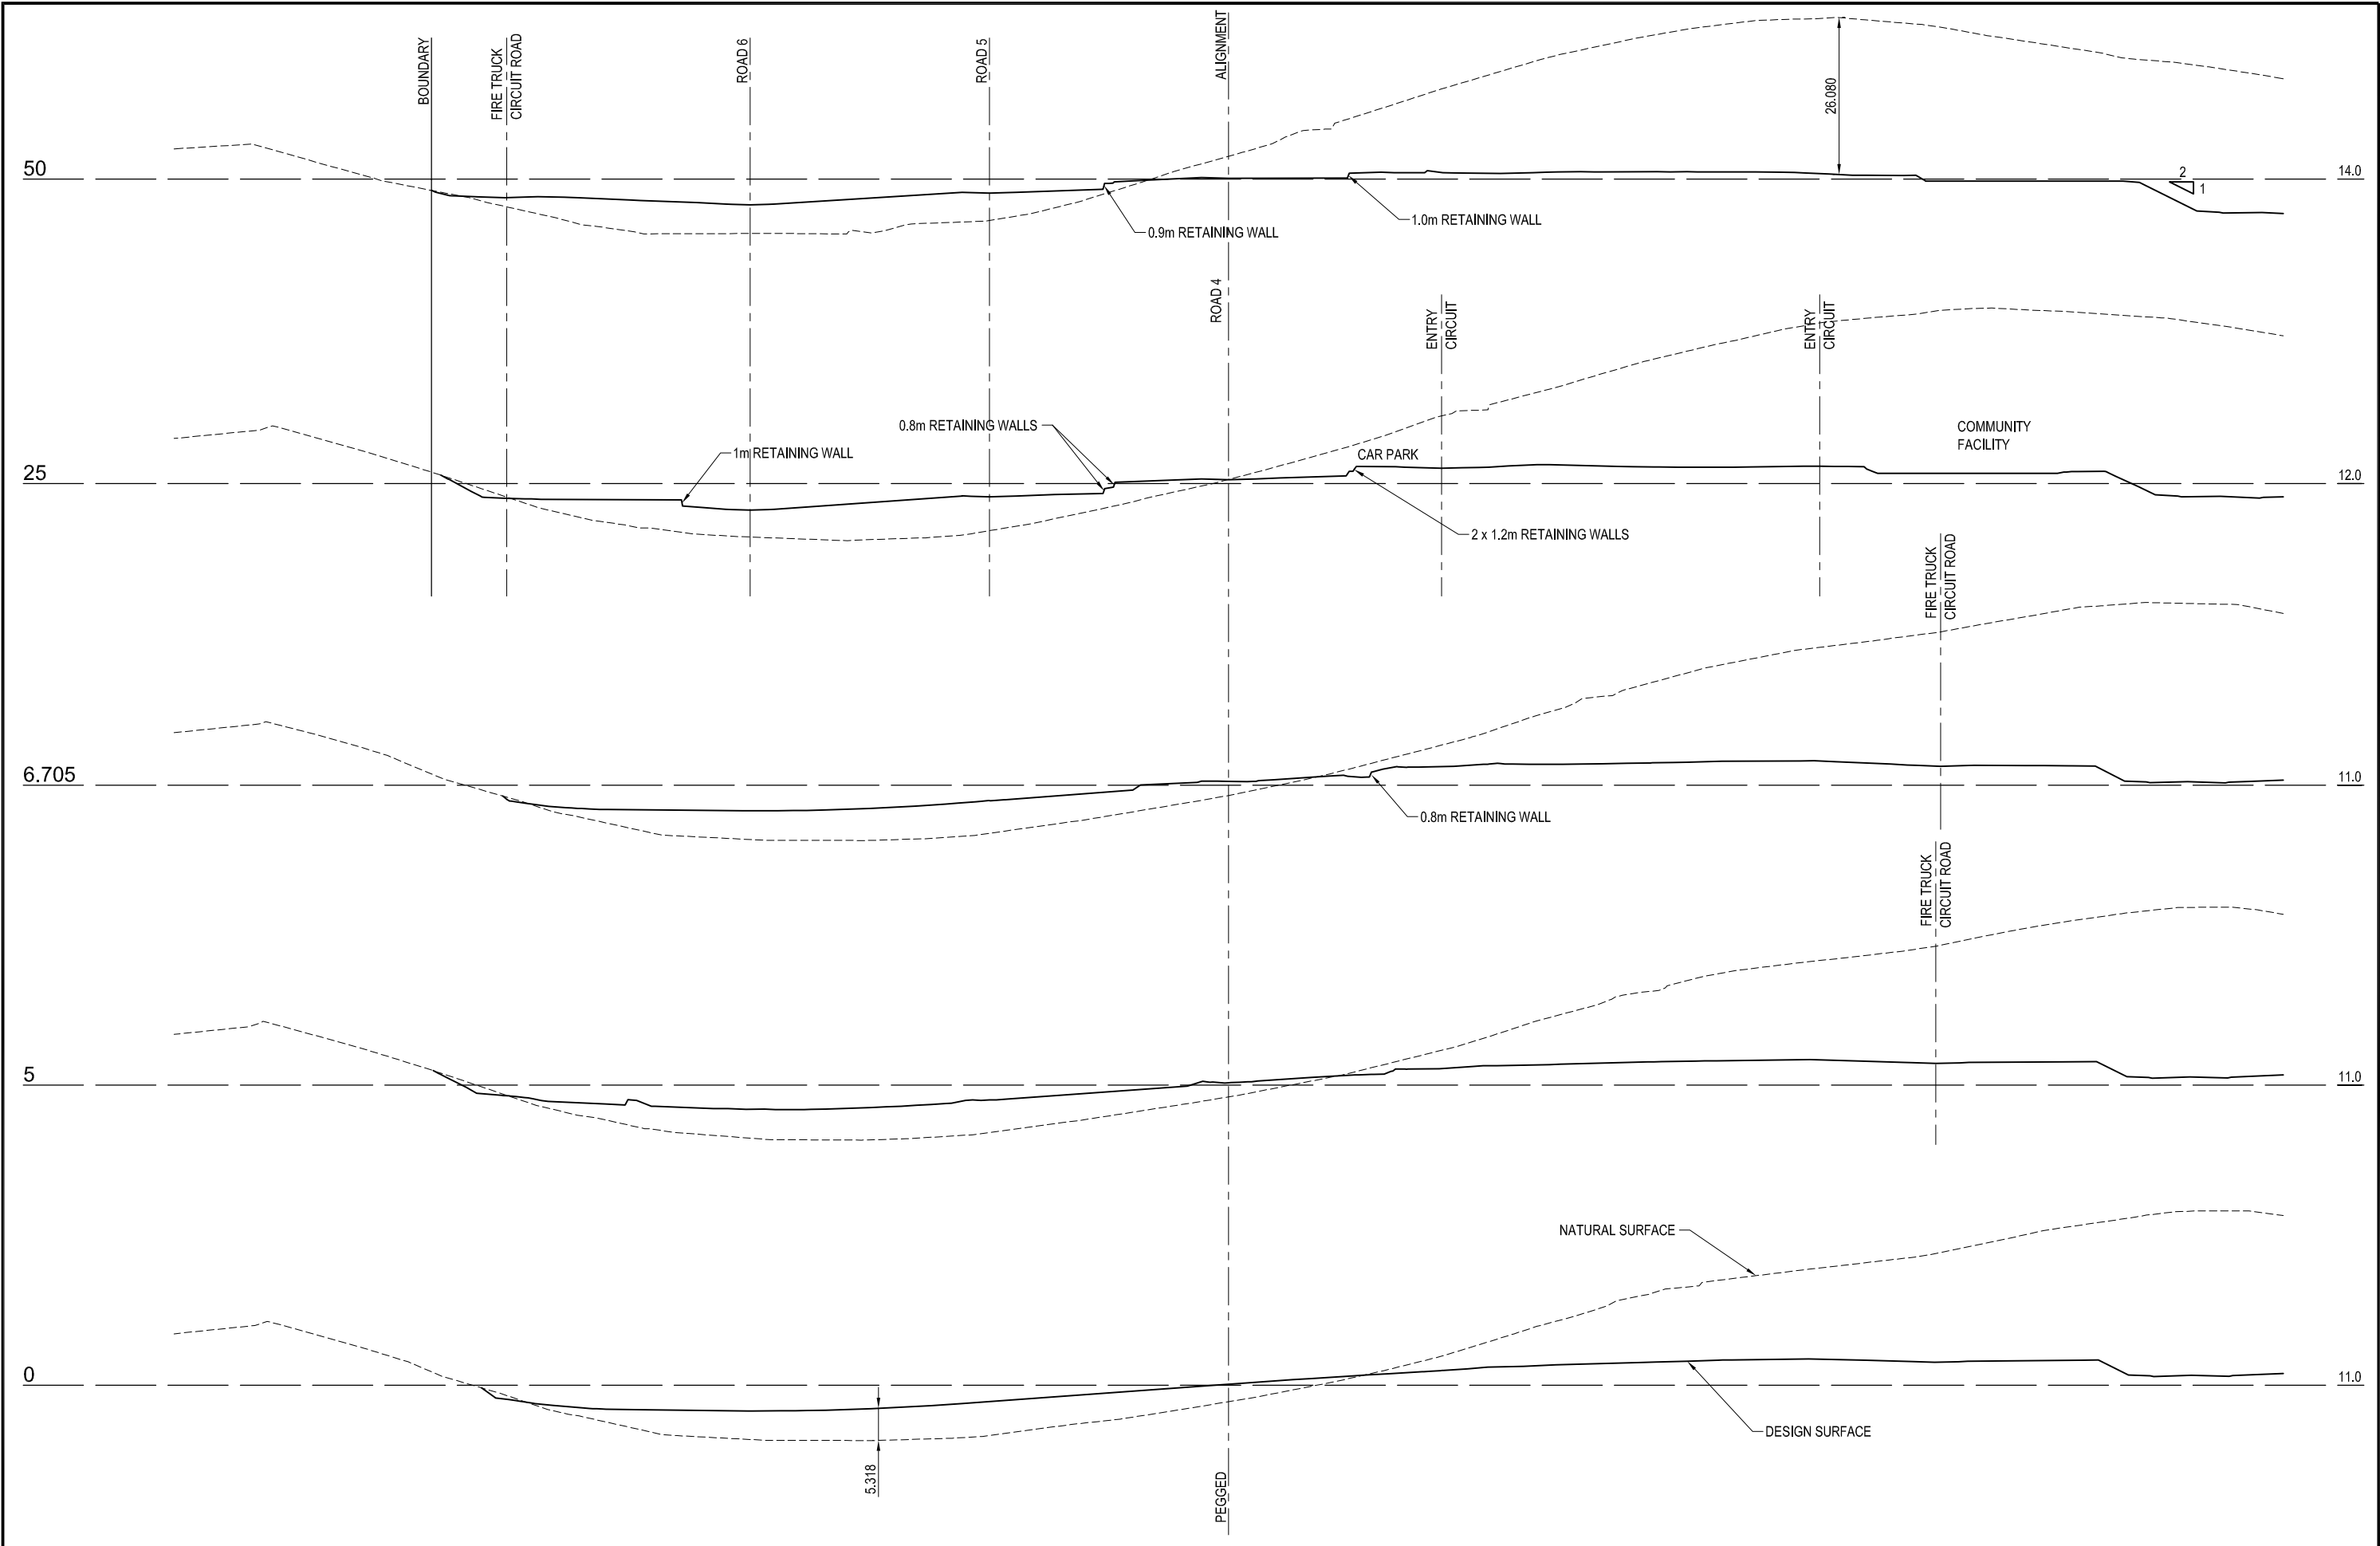 BOUNDARY
FIRE TRUCK
CIRCUIT ROAD
ROAD 6
ROAD 5
ALIGNMENT
26.080
50
14.0
2
1
0.9m RETAINING WALL
1.0m RETAINING WALL
ROAD 4
ENTRY
CIRCUIT
ENTRY
CIRCUIT
0.8m RETAINING WALLS
1m RETAINING WALL
CAR PARK
COMMUNITY
FACILITY
25
12.0
2 x 1.2m RETAINING WALLS
FIRE TRUCK
CIRCUIT ROAD
6.705
11.0
0.8m RETAINING WALL
FIRE TRUCK
CIRCUIT ROAD
5
11.0
NATURAL SURFACE
0
11.0
DESIGN SURFACE
5.318
PEGGED